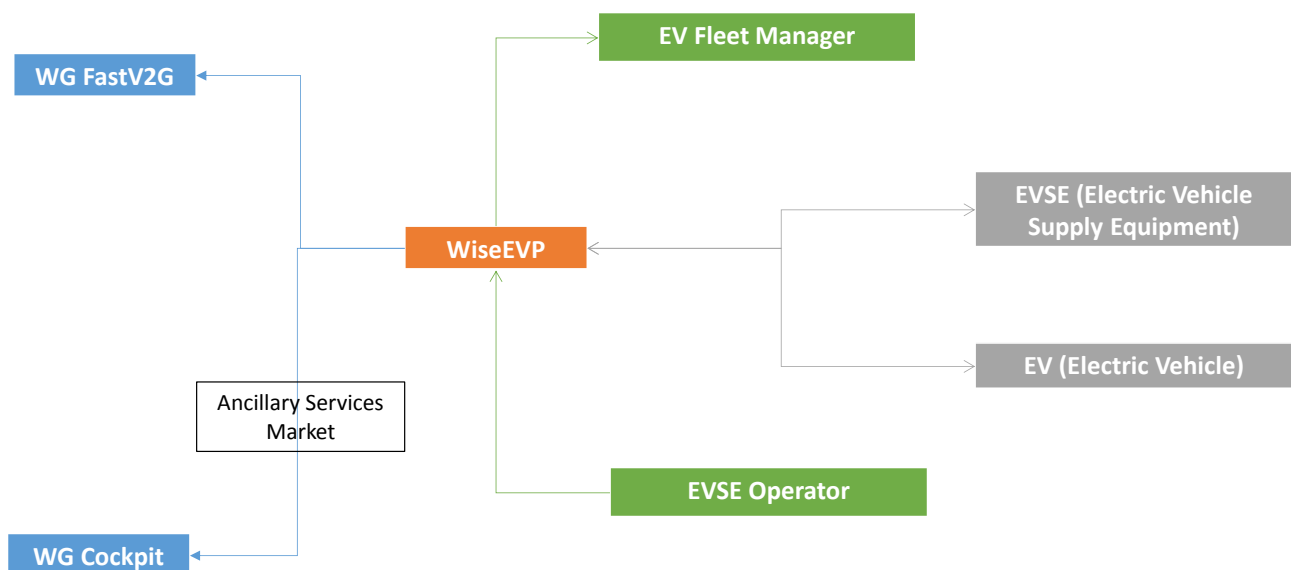 EV Fleet Manager
WG FastV2G
EVSE (Electric Vehicle
Supply Equipment)
WiseEVP
EV (Electric Vehicle)
Ancillary Services
Market
EVSE Operator
WG Cockpit